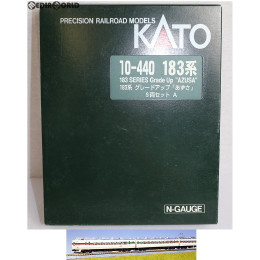 PRECISION RAILROAD MODELS
KATO
10-440 183系
183 SERIES Grade Up "AZUSA"
183系 グレードアップ「あずさ」
9両セット A
N-GAUGE